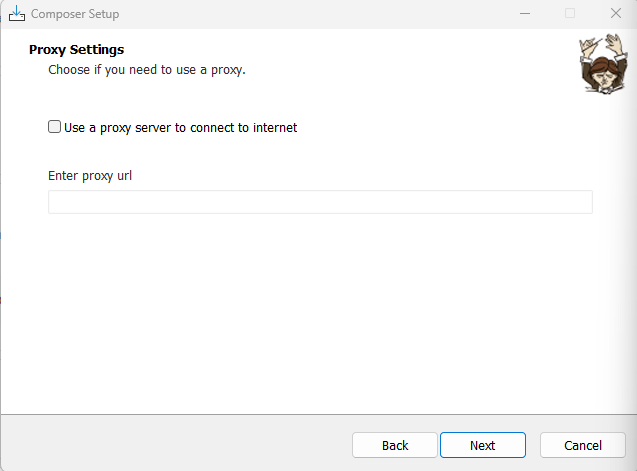 Composer Setup
Proxy Settings
Choose if you need to use a proxy.
Use a proxy server to connect to internet
Enter proxy url
Back Next Cancel